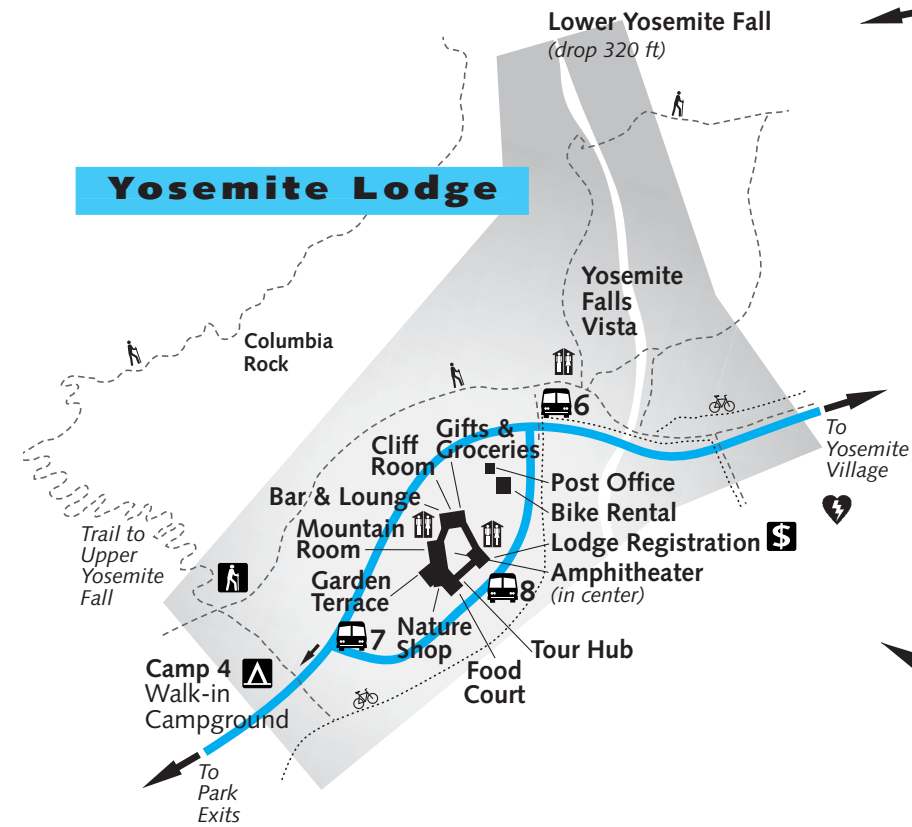 Lower Yosemite Fall
(drop 320 ft)
Yosemite Lodge
Yosemite
Falls
Vista
Columbia
Rock
6
To
Yosemite
Village
Gifts &
Groceries
Cliff
Room
Bar & Lounge
Mountain
Room
Garden
Terrace
Post Office
Bike Rental
Lodge Registration $
Amphitheater
(in center)
8
Trail to
Upper
Yosemite
Fall
7
Nature
Shop
Tour Hub
Food
Court
Camp 4
Walk-in
Campground
To
Park
Exits